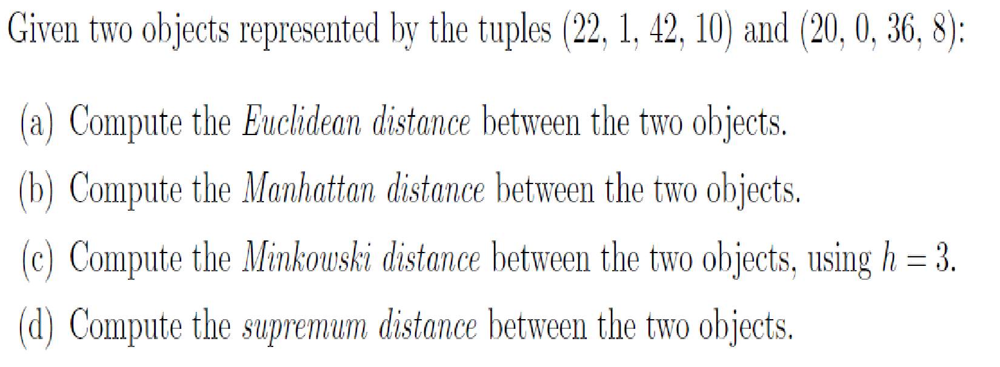 Given two objects represented by the tuples (22, 1, 42, 10) and (20, 0, 36, 8):
(a) Compute the Euclidean distance between the two objects.
(b) Compute the Manhattan distance between the two objects.
(c) Compute the Minkowski distance between the two objects, using h = 3.
(d) Compute the supremum distance between the two objects.